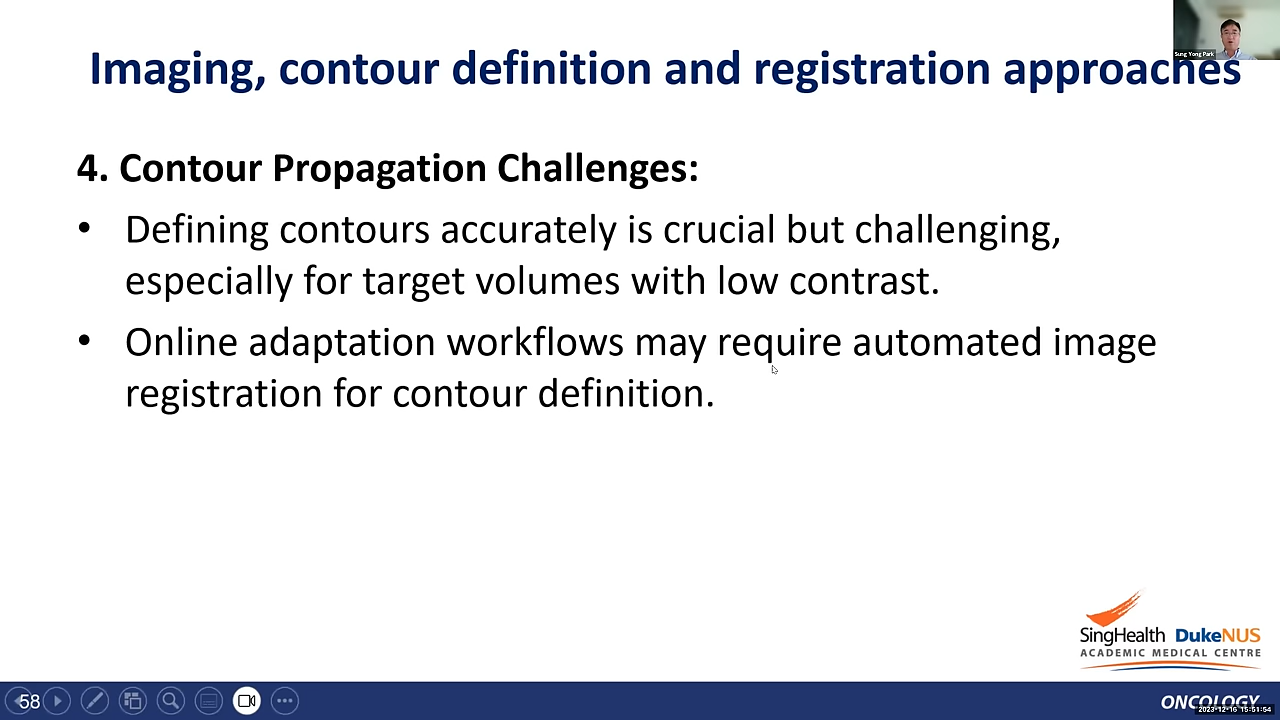 Sung Yong Park
Imaging, contour definition and registration approaches
4. Contour Propagation Challenges:
• Defining contours accurately is crucial but challenging,
especially for target volumes with low contrast.
• Online adaptation workflows may require automated image
registration for contour definition.
SingHealth DukeNUS
ACADEMIC MEDICAL CENTRE
58
ONCOLOGY
2023-12-16 15:51:54